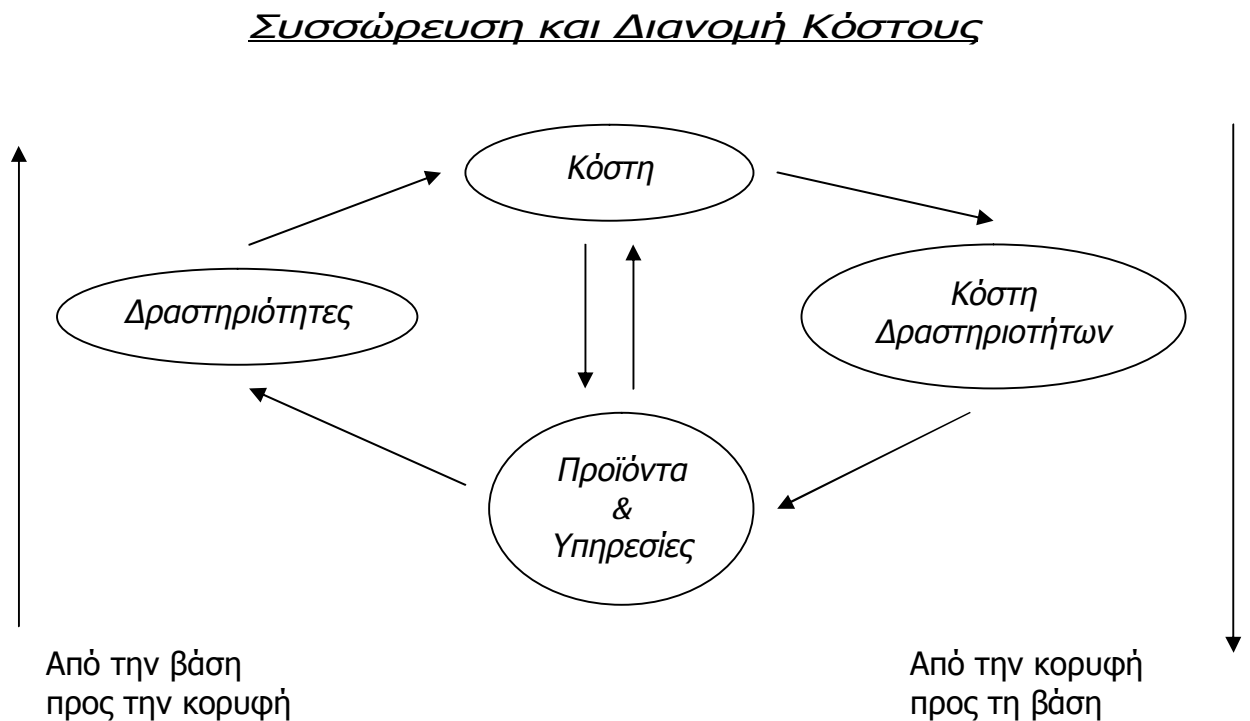 Συσσώρευση και Διανομή Κόστους
Κόστη
Δραστηριότητες
Κόστη
Δραστηριοτήτων
Προϊόντα
&
Υπηρεσίες
Από την βάση
προς την κορυφή
Από την κορυφή
προς τη βάση